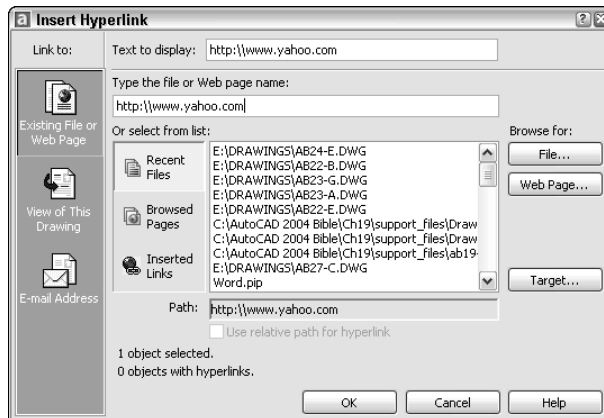 a Insert Hyperlink
Link to:
Text to display: http:\\www.yahoo.com
Type the file or Web page name:
http:\\www.yahoo.com
Existing File or
Web Page
Or select from list:
Browse for:
Recent
Files
E:\DRAWINGS\AB24-E.DWG
E:\DRAWINGS\AB22-B.DWG
E:\DRAWINGS\AB23-G.DWG
E:\DRAWINGS\AB23-A.DWG
E:\DRAWINGS\AB22-E.DWG
C:\AutoCAD 2004 Bible\Ch19\support_files\Draw
C:\AutoCAD 2004 Bible\Ch19\support_files\Draw
C:\AutoCAD 2004 Bible\Ch19\support_files\ab19-
E:\DRAWINGS\AB27-C.DWG
Word.pip
File...
Web Page...
View of This
Drawing
Browsed
Pages
Inserted
Links
E-mail Address
Target...
Path: http:\\www.yahoo.com
Use relative path for hyperlink
1 object selected.
0 objects with hyperlinks.
OK Cancel Help